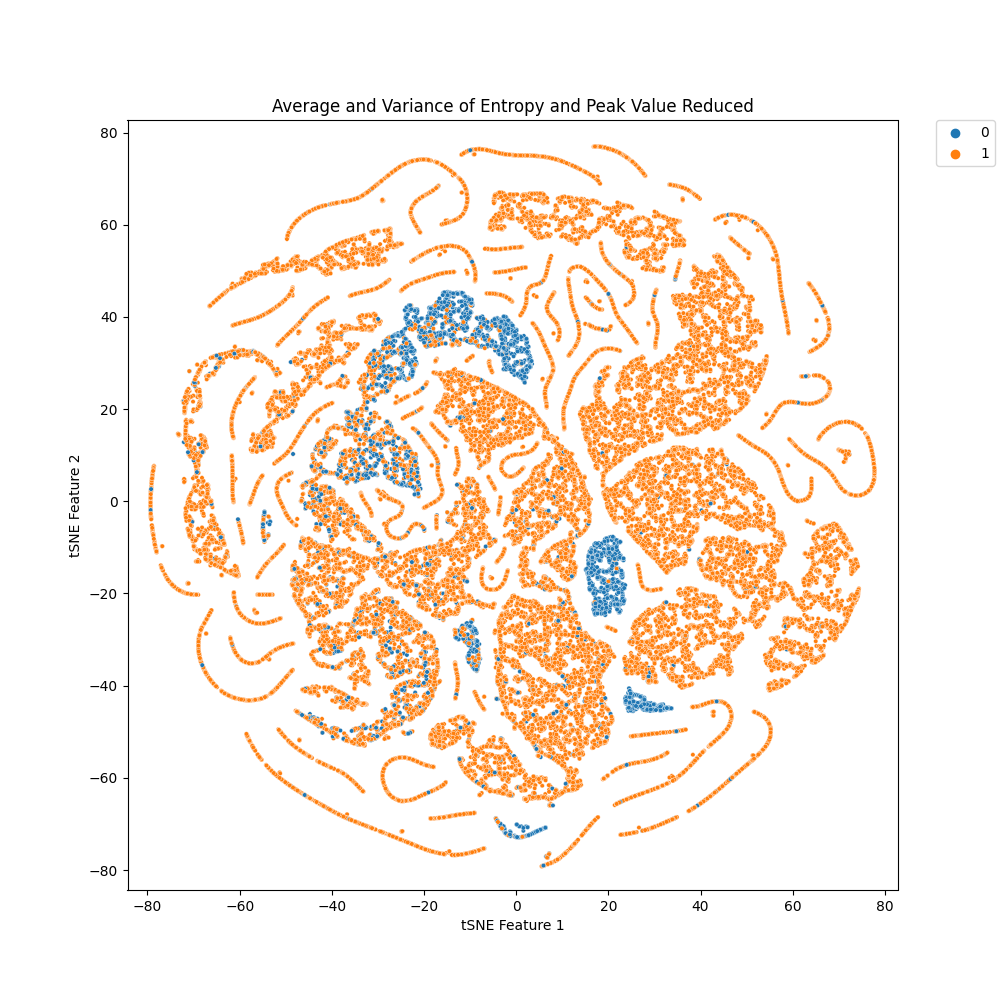 Average and Variance of Entropy and Peak Value Reduced
0
1
80
60
40
20
0
−20
−40
−60
−80
tSNE Feature 2
−80 −60 −40 −20 0 20 40 60 80
tSNE Feature 1